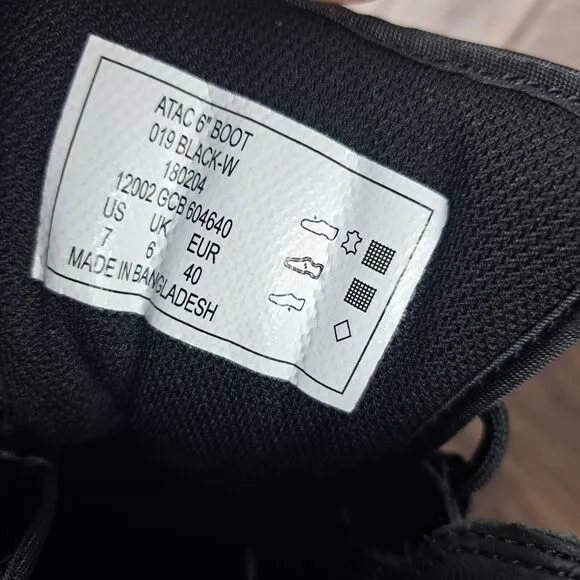 ATAC 6" BOOT
019 BLACK-W
180204
12002 GCB 604640
US UK EUR
7 6 40
MADE IN BANGLADESH